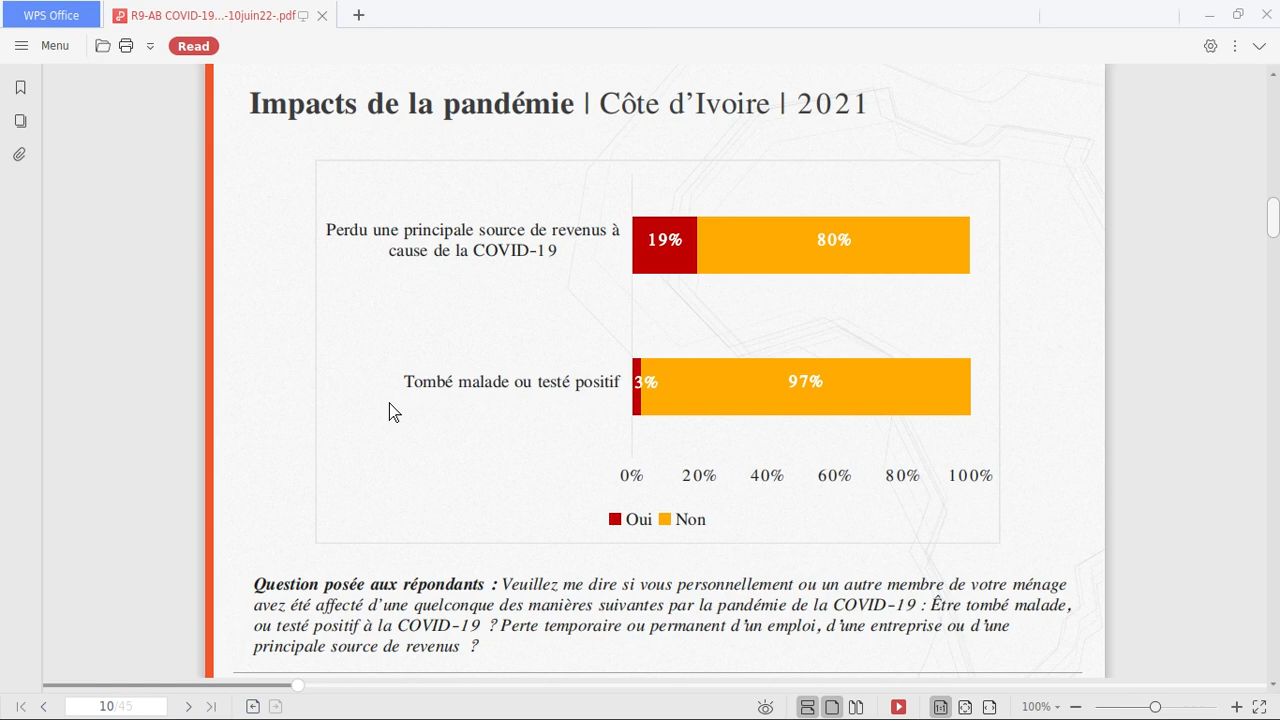 WPS Office
R9-AB COVID-19...-10juin22-.pdf
Menu
Read
Impacts de la pandémie | Côte d’Ivoire | 2021
Perdu une principale source de revenus à
cause de la COVID-19
19%
80%
Tombé malade ou testé positif
3%
97%
0% 20% 40% 60% 80% 100%
Oui Non
Question posée aux répondants : Veuillez me dire si vous personnellement ou un autre membre de votre ménage
avez été affecté d’une quelconque des manières suivantes par la pandémie de la COVID-19 : Être tombé malade,
ou testé positif à la COVID-19 ? Perte temporaire ou permanent d’un emploi, d’une entreprise ou d’une
principale source de revenus ?
10/45
100%